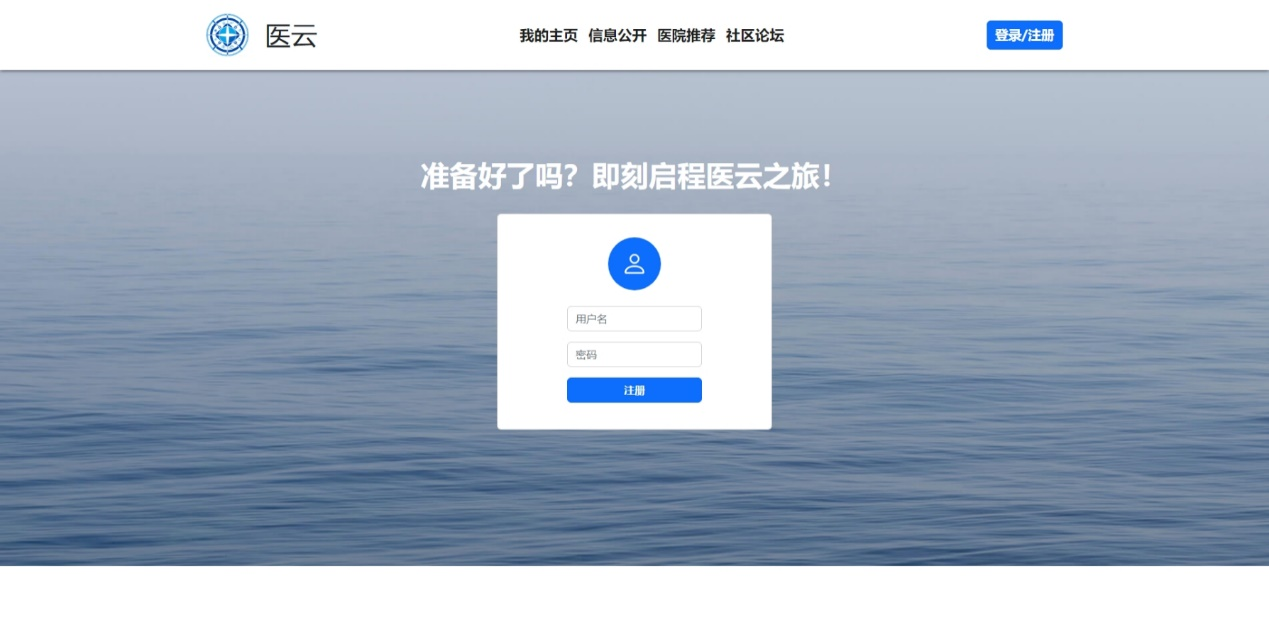 医云
我的主页 信息公开 医院推荐 社区论坛
登录/注册
准备好了吗？即刻启程医云之旅！
用户名
密码
注册